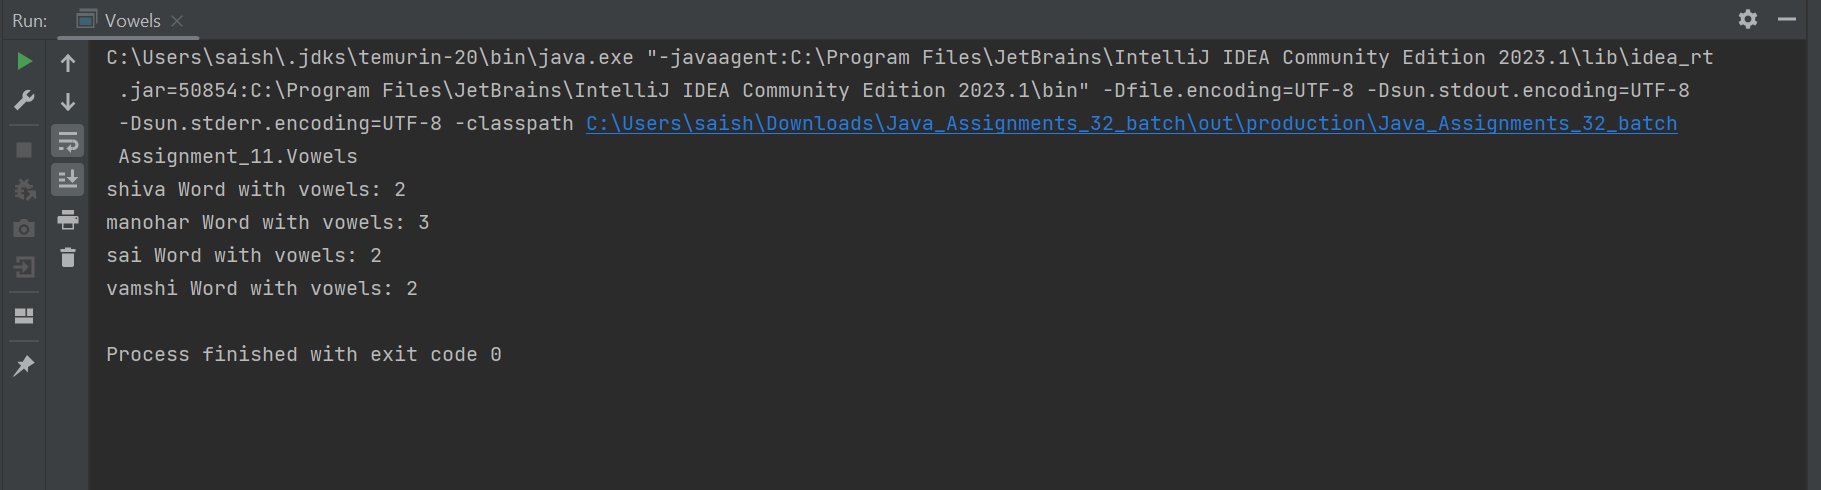 Run: Vowels
C:\Users\saish\.jdks\temurin-20\bin\java.exe "-javaagent:C:\Program Files\JetBrains\IntelliJ IDEA Community Edition 2023.1\lib\idea_rt
.jar=50854:C:\Program Files\JetBrains\IntelliJ IDEA Community Edition 2023.1\bin" -Dfile.encoding=UTF-8 -Dsun.stdout.encoding=UTF-8
-Dsun.stderr.encoding=UTF-8 -classpath C:\Users\saish\Downloads\Java_Assignments_32_batch\out\production\Java_Assignments_32_batch
Assignment_11.Vowels
shiva Word with vowels: 2
manohar Word with vowels: 3
sai Word with vowels: 2
vamshi Word with vowels: 2
Process finished with exit code 0